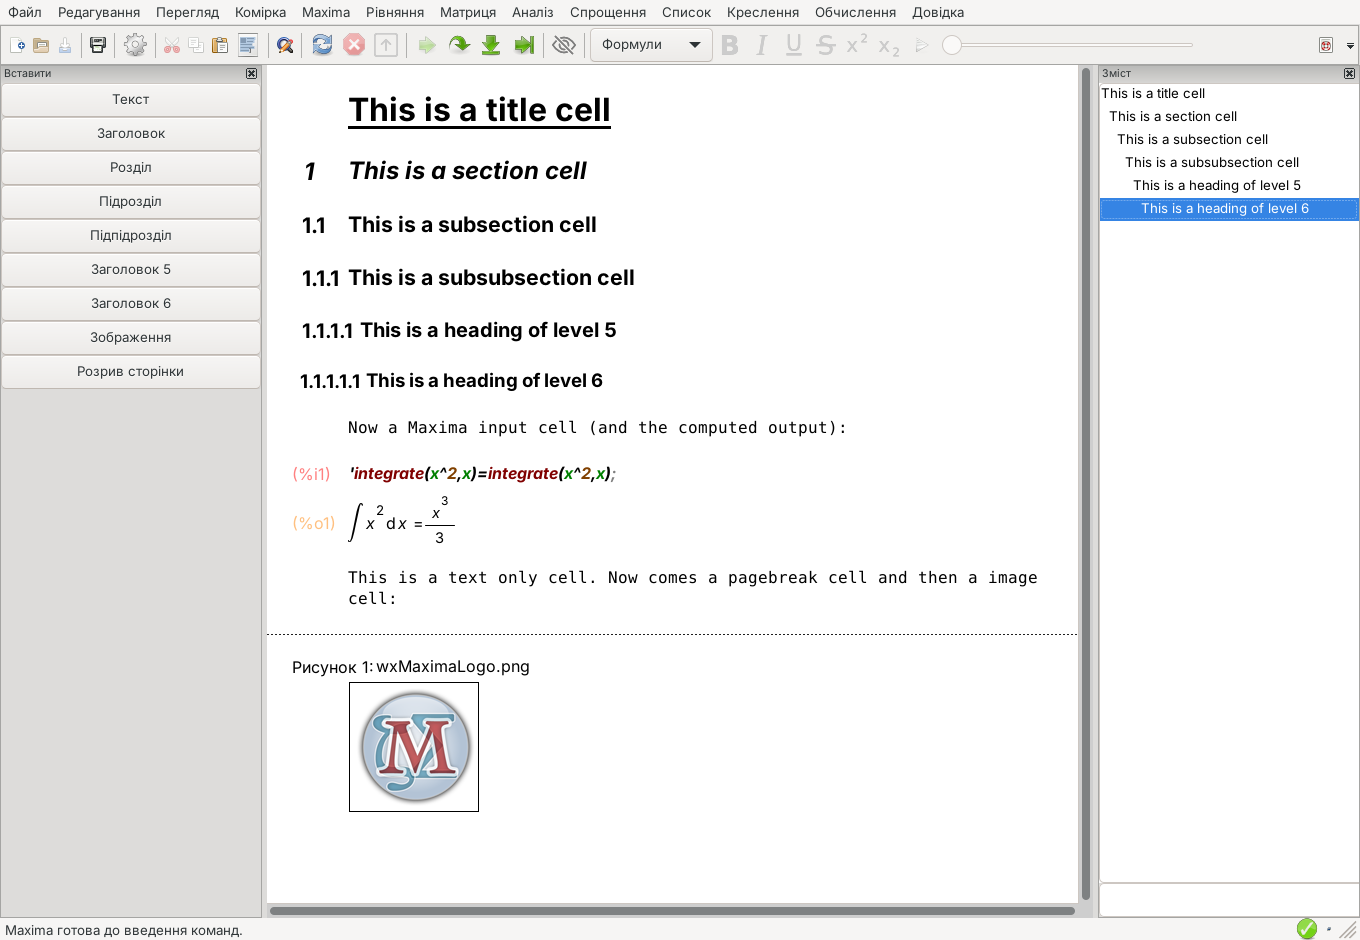 Файл Редагування Перегляд Комірка Maxima Рівняння Матриця Аналіз Спрощення Список Креслення Обчислення Довідка
Формули B I U S x² x₂
Вставити
Текст
Заголовок
Розділ
Підрозділ
Підпідрозділ
Заголовок 5
Заголовок 6
Зображення
Розрив сторінки
This is a title cell
1 This is a section cell
1.1 This is a subsection cell
1.1.1 This is a subsubsection cell
1.1.1.1 This is a heading of level 5
1.1.1.1.1 This is a heading of level 6
Now a Maxima input cell (and the computed output):
(%i1) 'integrate(x^2,x)=integrate(x^2,x);
(%o1) ∫x²dx = x³/3
This is a text only cell. Now comes a pagebreak cell and then a image
cell:
Рисунок 1: wxMaximaLogo.png
M
Зміст
This is a title cell
This is a section cell
This is a subsection cell
This is a subsubsection cell
This is a heading of level 5
This is a heading of level 6
Maxima готова до введення команд.